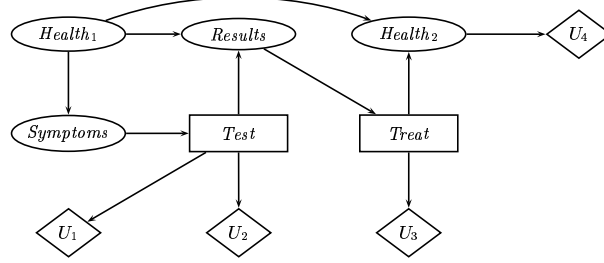 Health₁ Results Health₂ U₄
Symptoms Test Treat
U₁ U₂ U₃